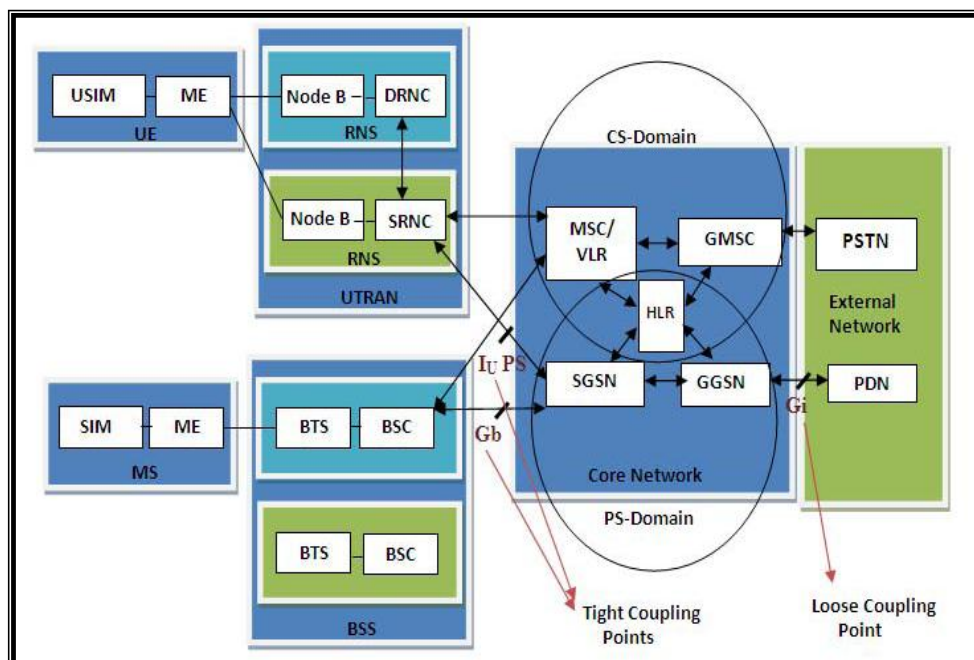 USIM
ME
UE
Node B
DRNC
RNS
Node B
SRNC
RNS
UTRAN
CS-Domain
MSC/
VLR
GMSC
HLR
SGSN
GGSN
Core Network
PS-Domain
PSTN
External
Network
PDN
IU PS
Gb
Gi
SIM
ME
MS
BTS
BSC
BTS
BSC
BSS
Tight Coupling
Points
Loose Coupling
Point